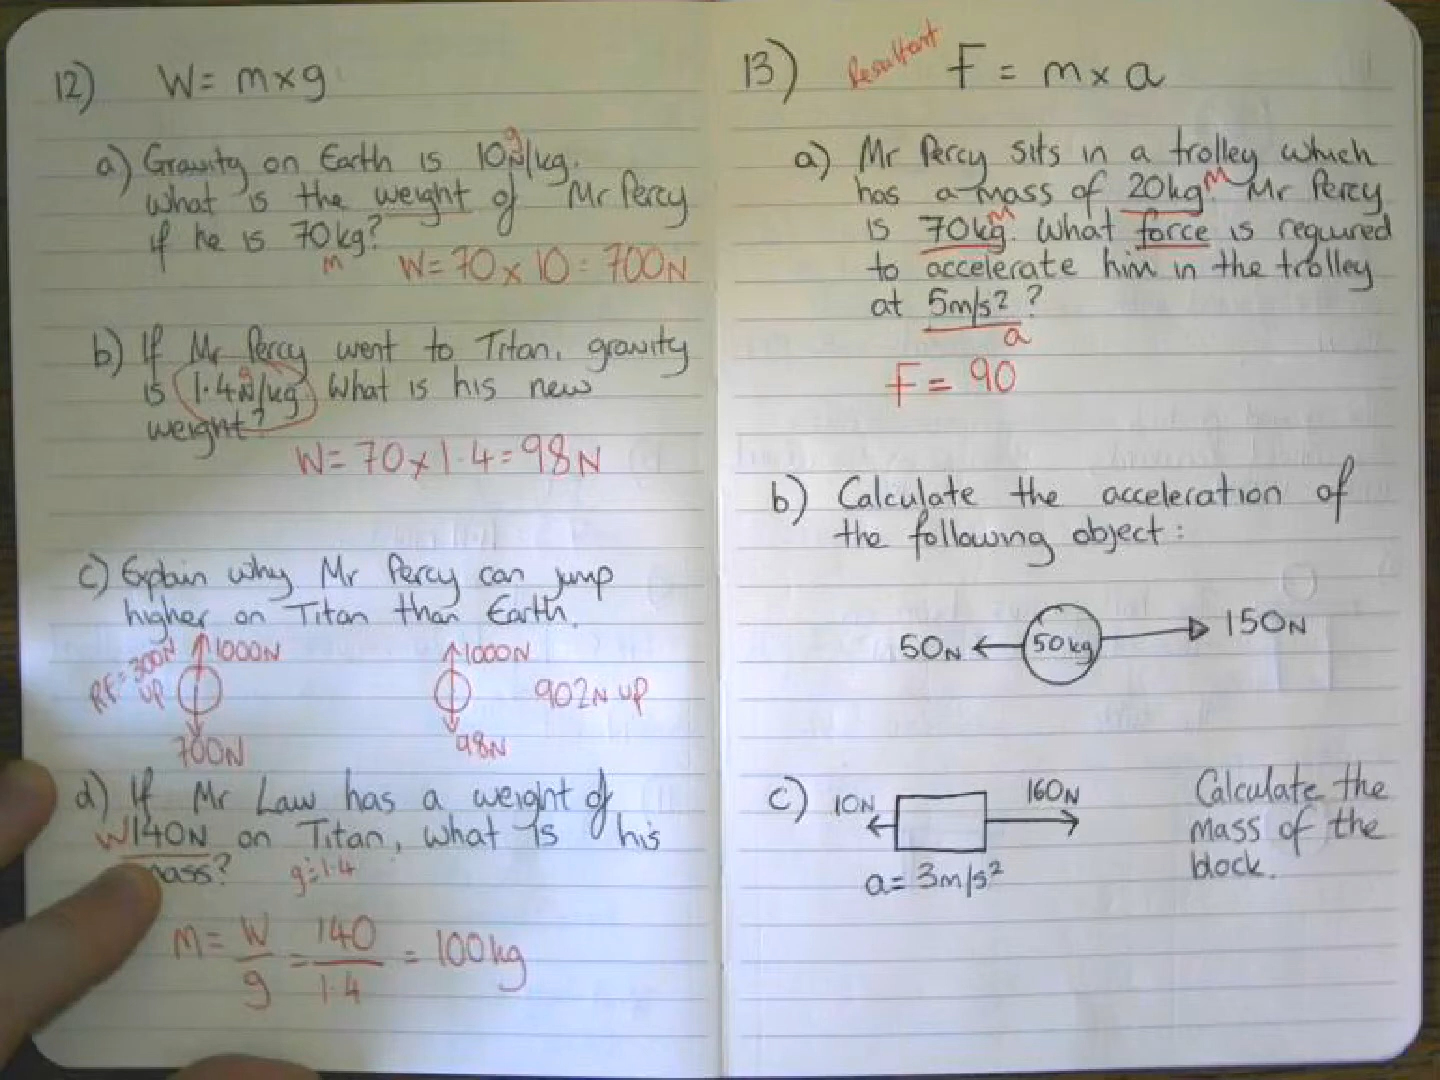 12) W = m x g
a) Gravity on Earth is 10N/kg.
g
What is the weight of Mr Percy
if he is 70kg?
m
W = 70 x 10 = 700N
b) If Mr Percy went to Titan, gravity
is 1.4N/kg. What is his new
g
weight?
W = 70 x 1.4 = 98N
c) Explain why Mr Percy can jump
higher on Titan than Earth.
RF = 300N
UP
1000N
700N
1000N
902N UP
98N
d) If Mr Law has a weight of
W 140N on Titan, what is his
mass?
g = 1.4
M = W/g = 140/1.4 = 100kg
13) Resultant F = m x a
a) Mr Percy sits in a trolley which
has a mass of 20kg. M Mr Percy
is 70kg. M What force is required
to accelerate him in the trolley
at 5m/s² ?
a
F = 90
b) Calculate the acceleration of
the following object :
50N 50kg 150N
c) 10N 160N
a = 3m/s²
Calculate the
mass of the
block.